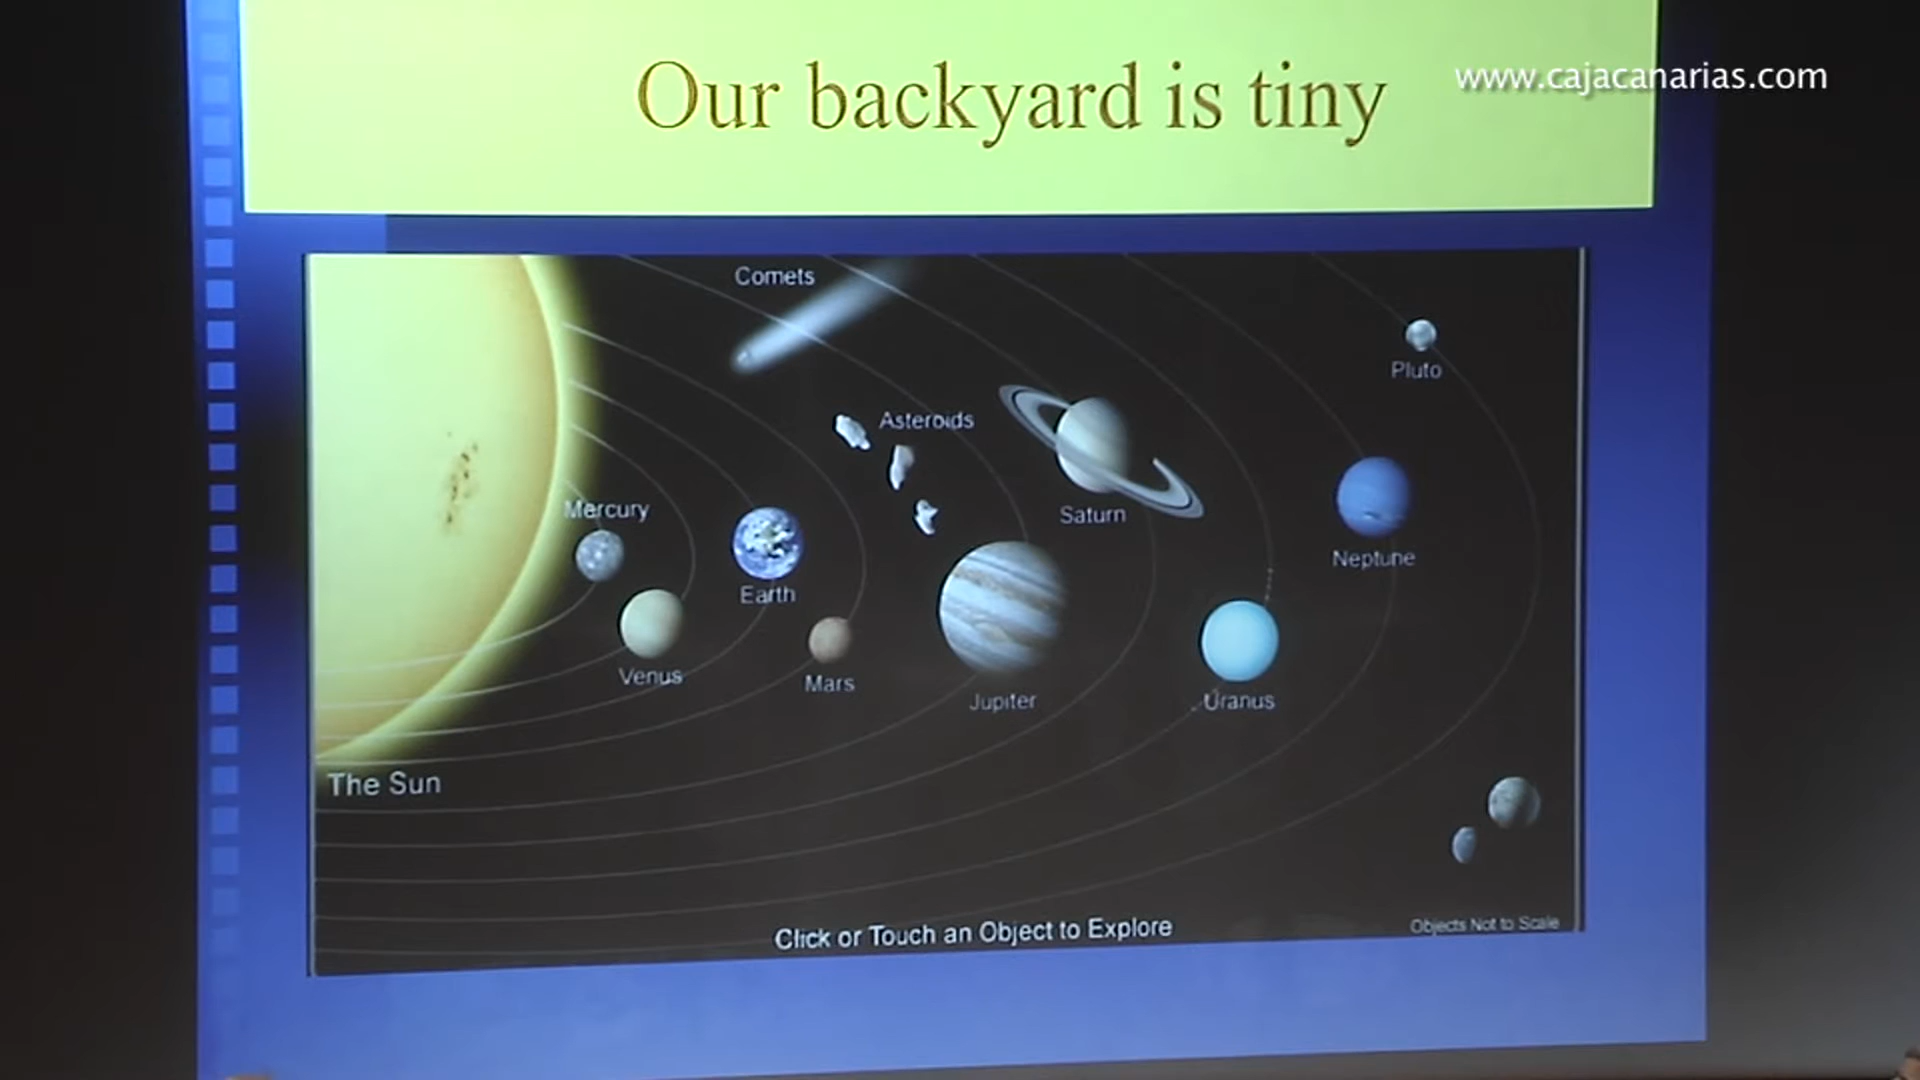 Our backyard is tiny
www.cajacanarias.com
Comets
Pluto
Asteroids
Saturn
Mercury
Neptune
Earth
Venus
Mars
Jupiter
Uranus
The Sun
Click or Touch an Object to Explore
Objects Not to Scale